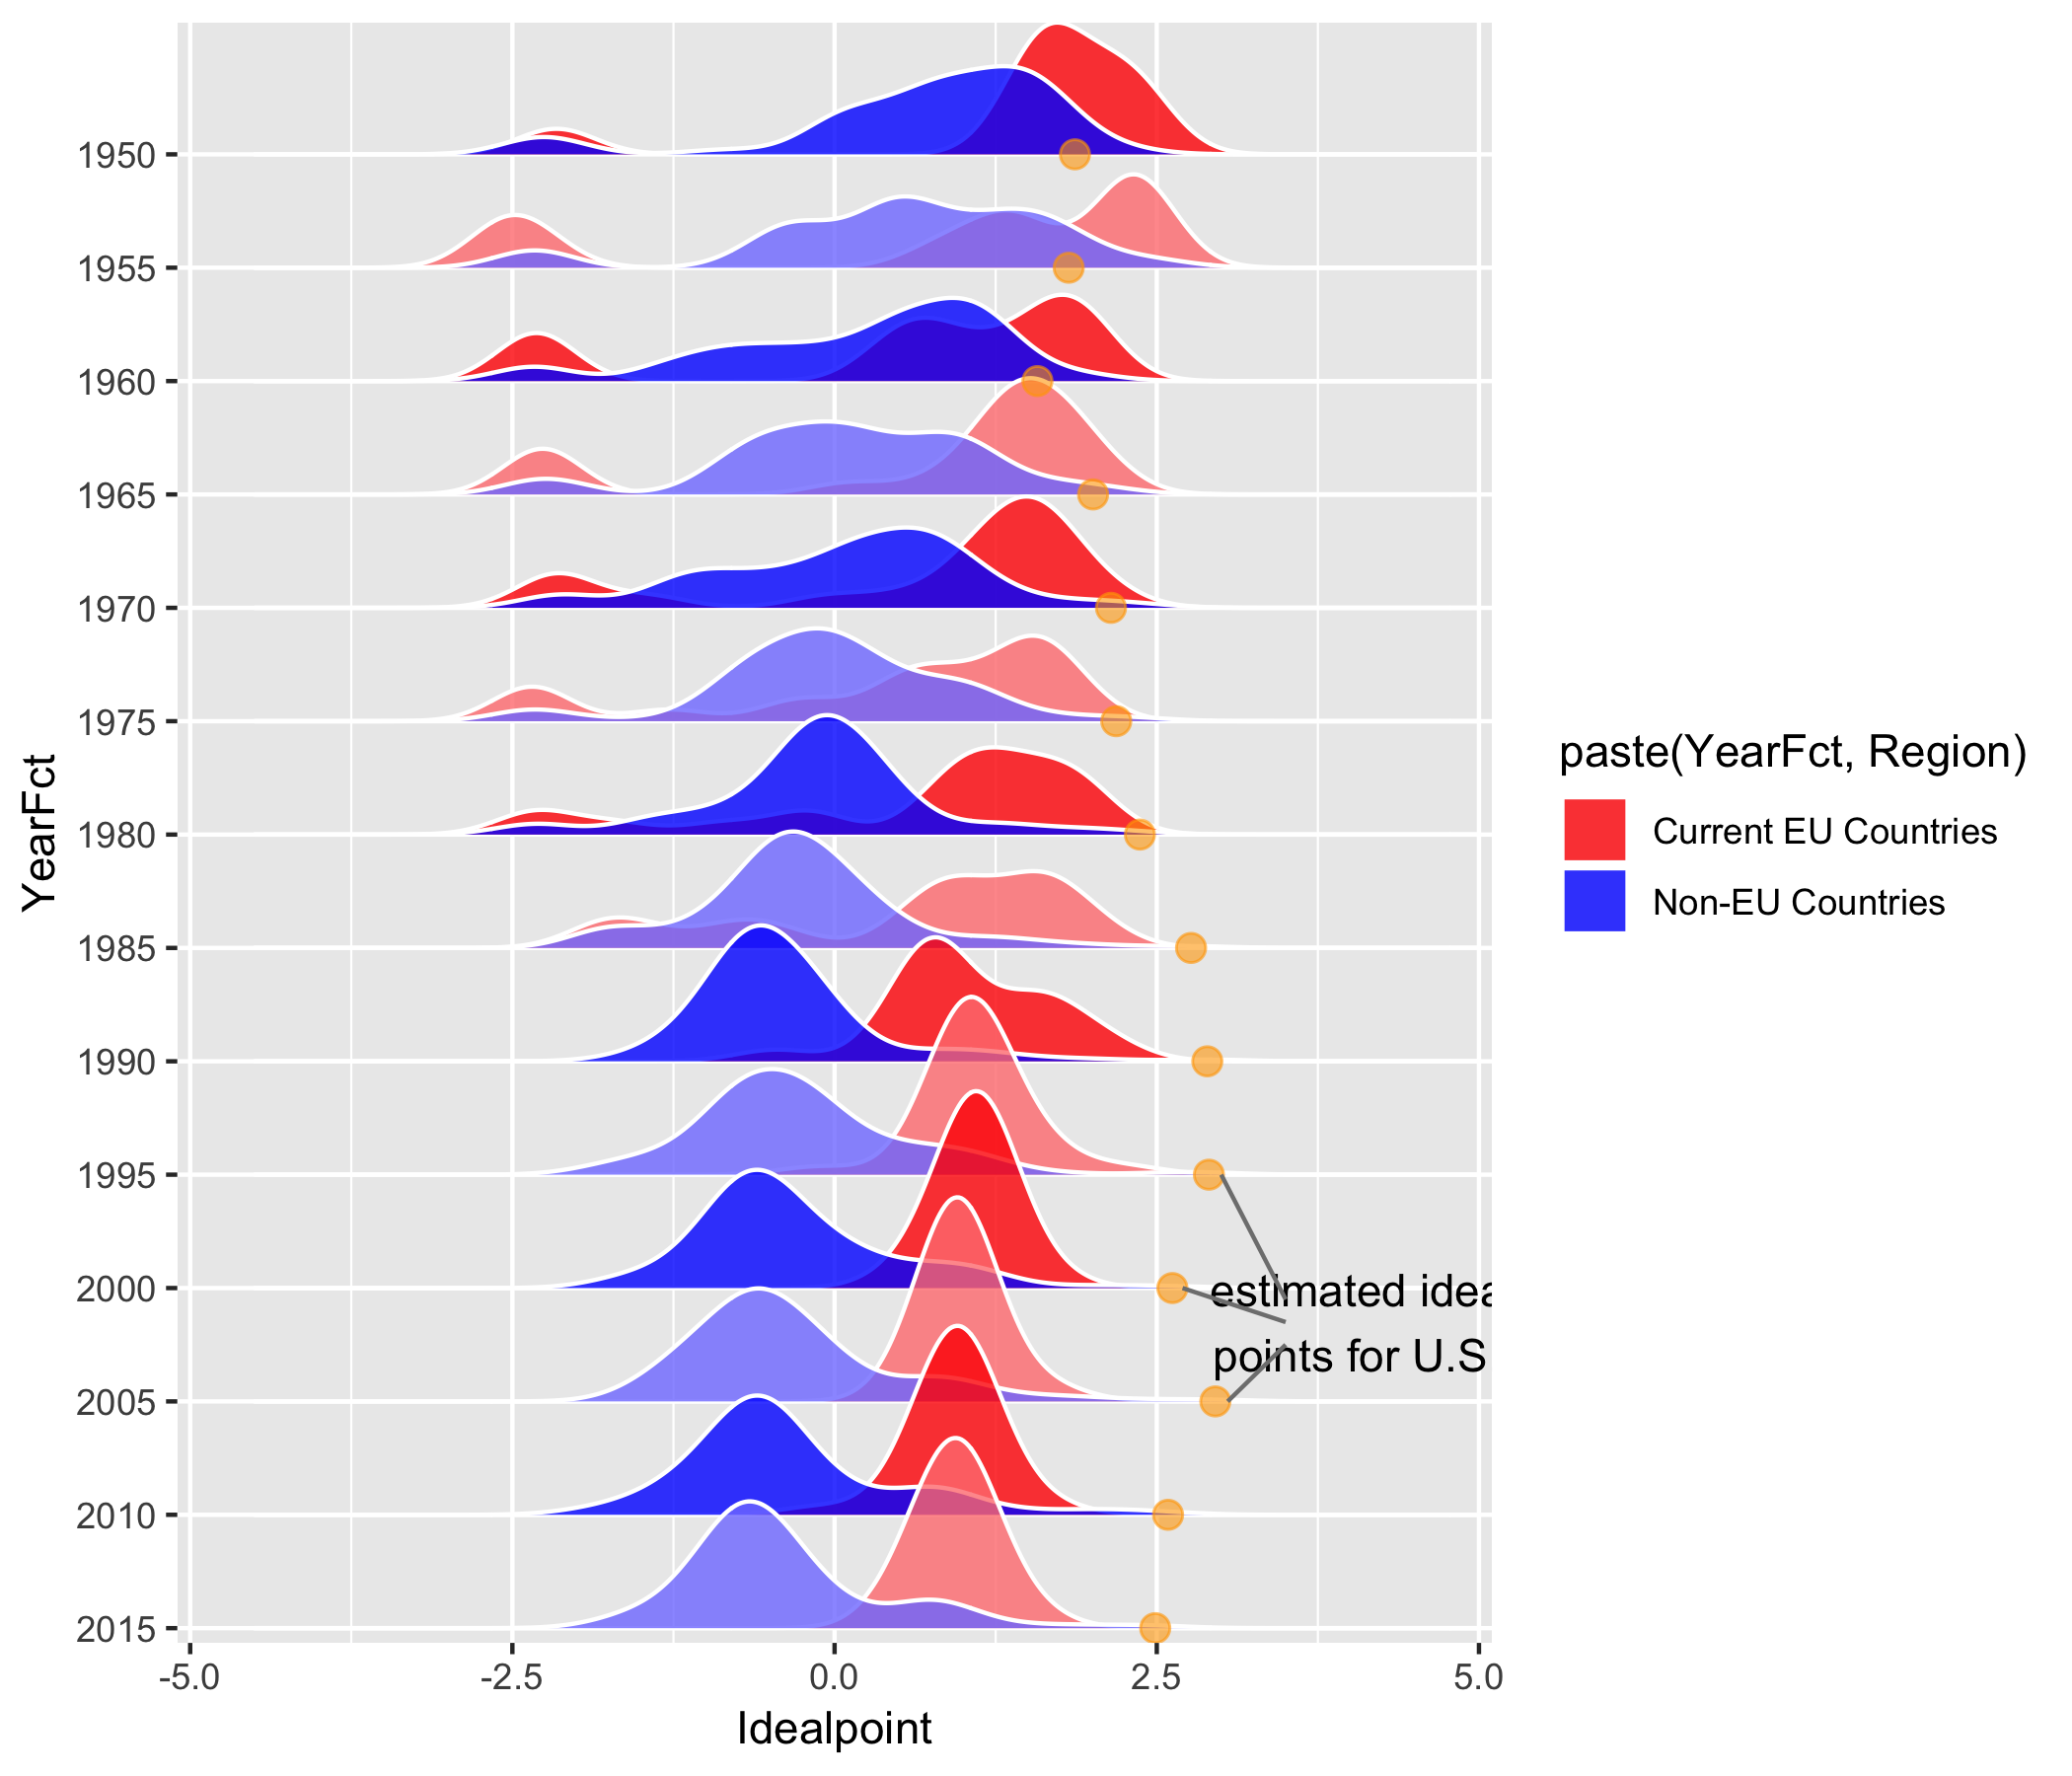 1950
1955
1960
1965
1970
1975
1980
1985
1990
1995
2000
2005
2010
2015
YearFct
-5.0 -2.5 0.0 2.5 5.0
Idealpoint
estimated idea
points for U.S
paste(YearFct, Region)
Current EU Countries
Non-EU Countries